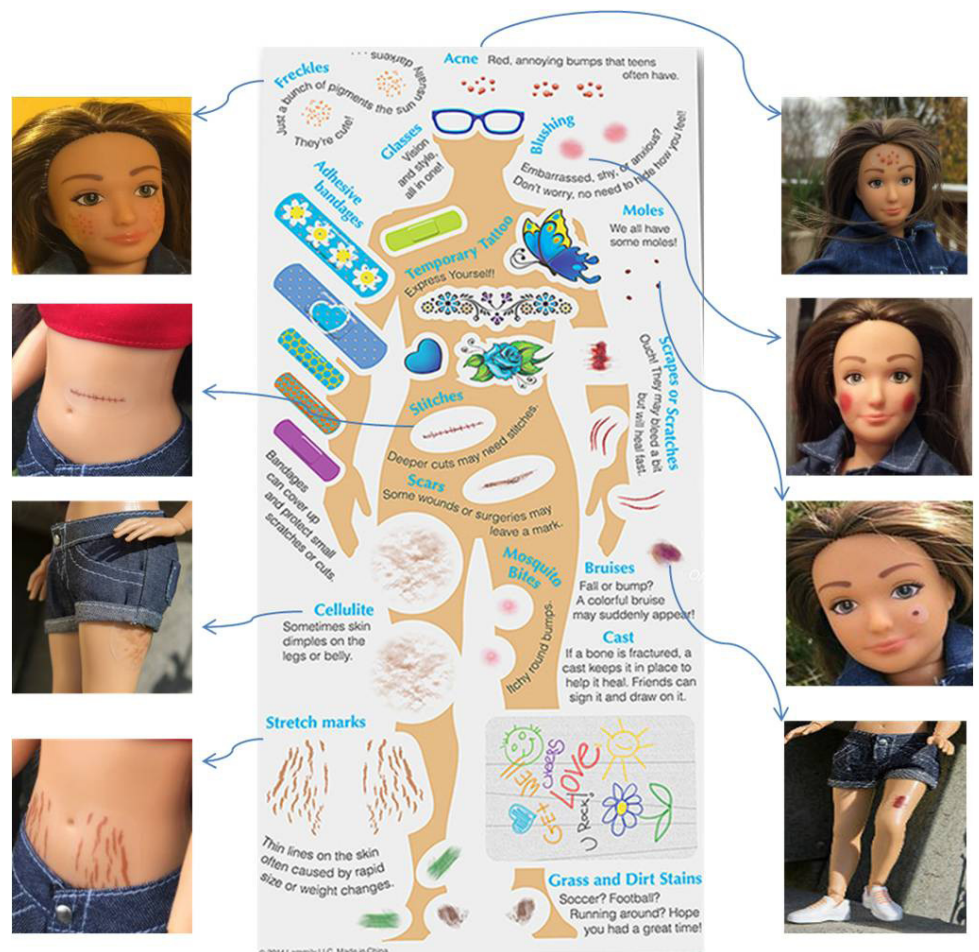 Freckles
Just a bunch of pigments the sun usually darkens ...
They're cute!
Acne
Red, annoying bumps that teens
often have.
Glasses
Vision
and style,
all in one!
Blushing
Embarrassed, shy, or anxious?
Don't worry, no need to hide how you feel!
Adhesive
bandages
Temporary Tattoo
Express Yourself!
Moles
We all have
some moles!
Scrapes or Scratches
Ouch! They may bleed a bit
but will heal fast.
Stitches
Deeper cuts may need stitches.
Scars
Some wounds or surgeries may
leave a mark.
Bandages
can cover up
and protect small
scratches or cuts.
Mosquito
Bites
Itchy round bumps.
Bruises
Fall or bump?
A colorful bruise
may suddenly appear!
Cellulite
Sometimes skin
dimples on the
legs or belly.
Cast
If a bone is fractured, a
cast keeps it in place to
help it heal. Friends can
sign it and draw on it.
Stretch marks
Thin lines on the skin
often caused by rapid
size or weight changes.
GET
WELL
CHEERS
LOVE
U ROCK!
Grass and Dirt Stains
Soccer? Football?
Running around? Hope
you had a great time!
© 2014 Lammily LLC. Made in China